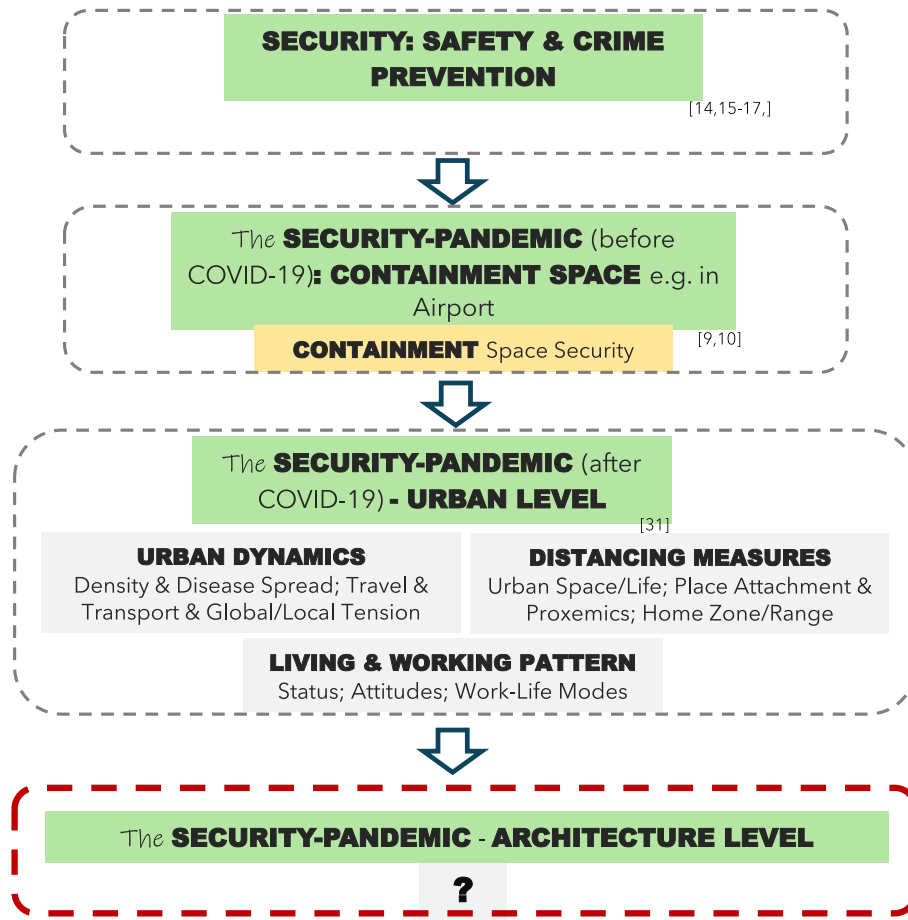 SECURITY: SAFETY & CRIME
PREVENTION
[14,15-17,]
The SECURITY-PANDEMIC (before
COVID-19): CONTAINMENT SPACE e.g. in
Airport
[9,10]
CONTAINMENT Space Security
The SECURITY-PANDEMIC (after
COVID-19) - URBAN LEVEL
[31]
URBAN DYNAMICS
Density & Disease Spread; Travel &
Transport & Global/Local Tension
DISTANCING MEASURES
Urban Space/Life; Place Attachment &
Proxemics; Home Zone/Range
LIVING & WORKING PATTERN
Status; Attitudes; Work-Life Modes
The SECURITY-PANDEMIC - ARCHITECTURE LEVEL
?